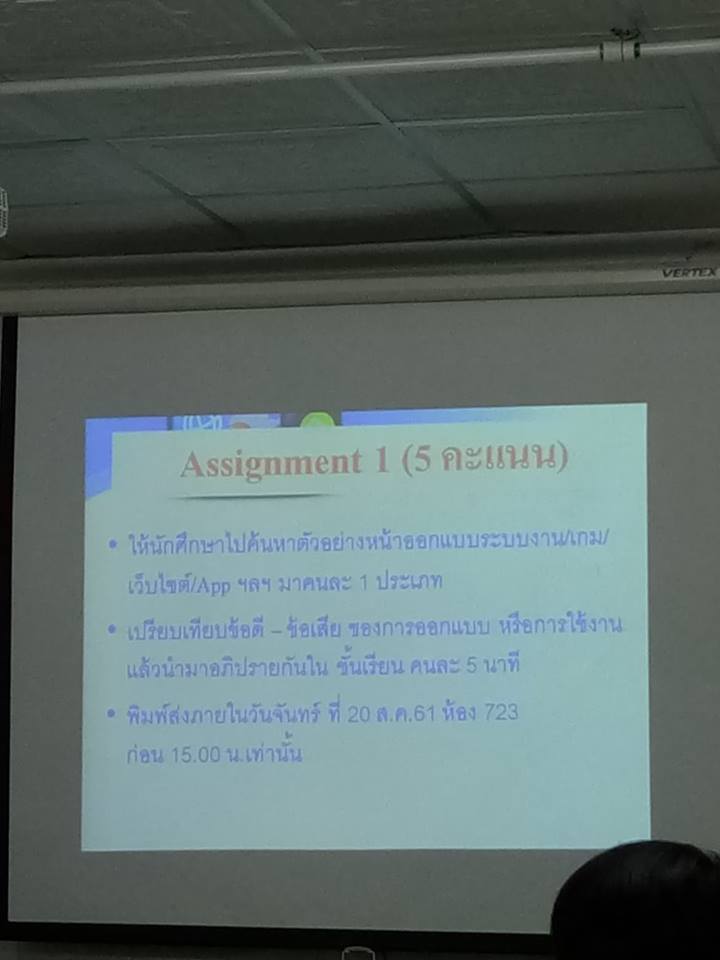 VERTEX
Assignment 1 (5 คะแนน)
• ให้นักศึกษาไปค้นหาตัวอย่างหน้าออกแบบระบบงาน/เกม/
เว็บไซต์/App ฯลฯ มาคนละ 1 ประเภท
• เปรียบเทียบข้อดี – ข้อเสีย ของการออกแบบ หรือการใช้งาน
แล้วนำมาอภิปรายกันใน ชั้นเรียน คนละ 5 นาที
• พิมพ์ส่งภายในวันจันทร์ ที่ 20 ส.ค.61 ห้อง 723
ก่อน 15.00 น.เท่านั้น